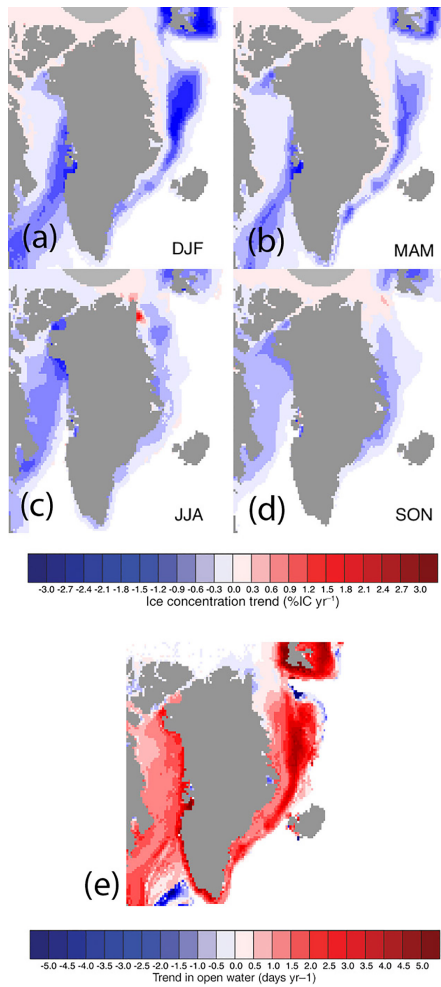 (a) DJF
(b) MAM
(c) JJA
(d) SON
-3.0 -2.7 -2.4 -2.1 -1.8 -1.5 -1.2 -0.9 -0.6 -0.3 0.0 0.3 0.6 0.9 1.2 1.5 1.8 2.1 2.4 2.7 3.0
Ice concentration trend (%IC yr⁻¹)
(e)
-5.0 -4.5 -4.0 -3.5 -3.0 -2.5 -2.0 -1.5 -1.0 -0.5 0.0 0.5 1.0 1.5 2.0 2.5 3.0 3.5 4.0 4.5 5.0
Trend in open water (days yr–1)